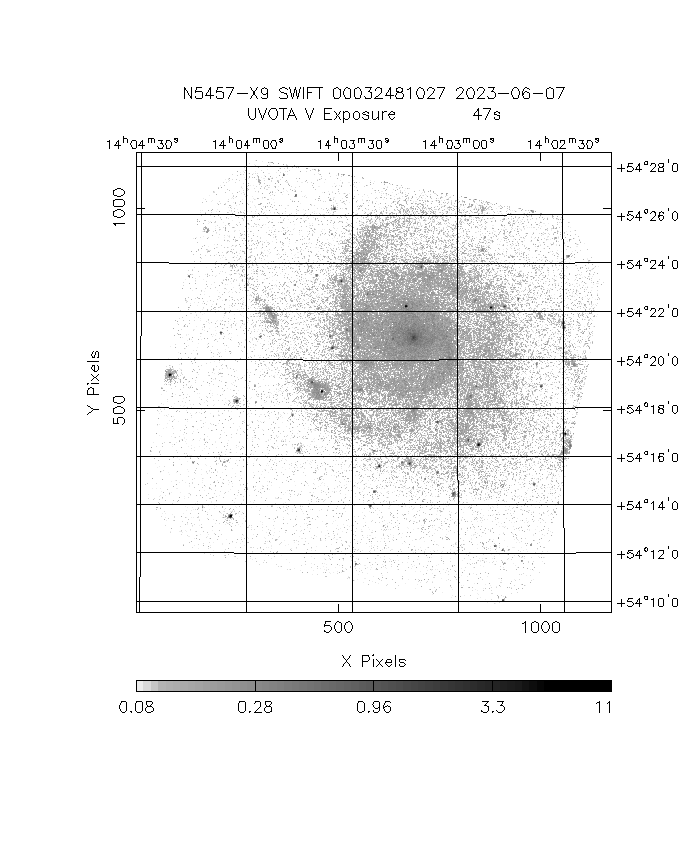 N5457-X9 SWIFT 00032481027 2023-06-07
UVOTA V Exposure 47s
14ʰ04ᵐ30ˢ 14ʰ04ᵐ00ˢ 14ʰ03ᵐ30ˢ 14ʰ03ᵐ00ˢ 14ʰ02ᵐ30ˢ
+54°28'0
1000
+54°26'0
+54°24'0
+54°22'0
+54°20'0
Y Pixels
500
+54°18'0
+54°16'0
+54°14'0
+54°12'0
+54°10'0
500 1000
X Pixels
0.08 0.28 0.96 3.3 11